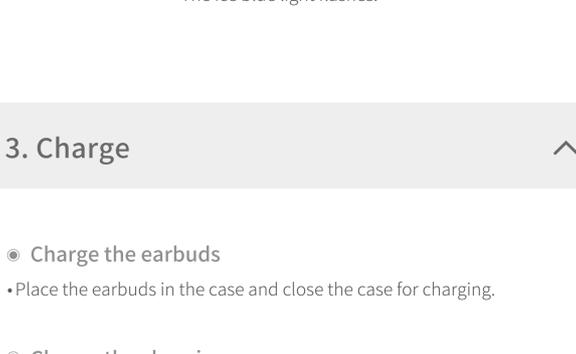 3. Charge
Charge the earbuds
•Place the earbuds in the case and close the case for charging.